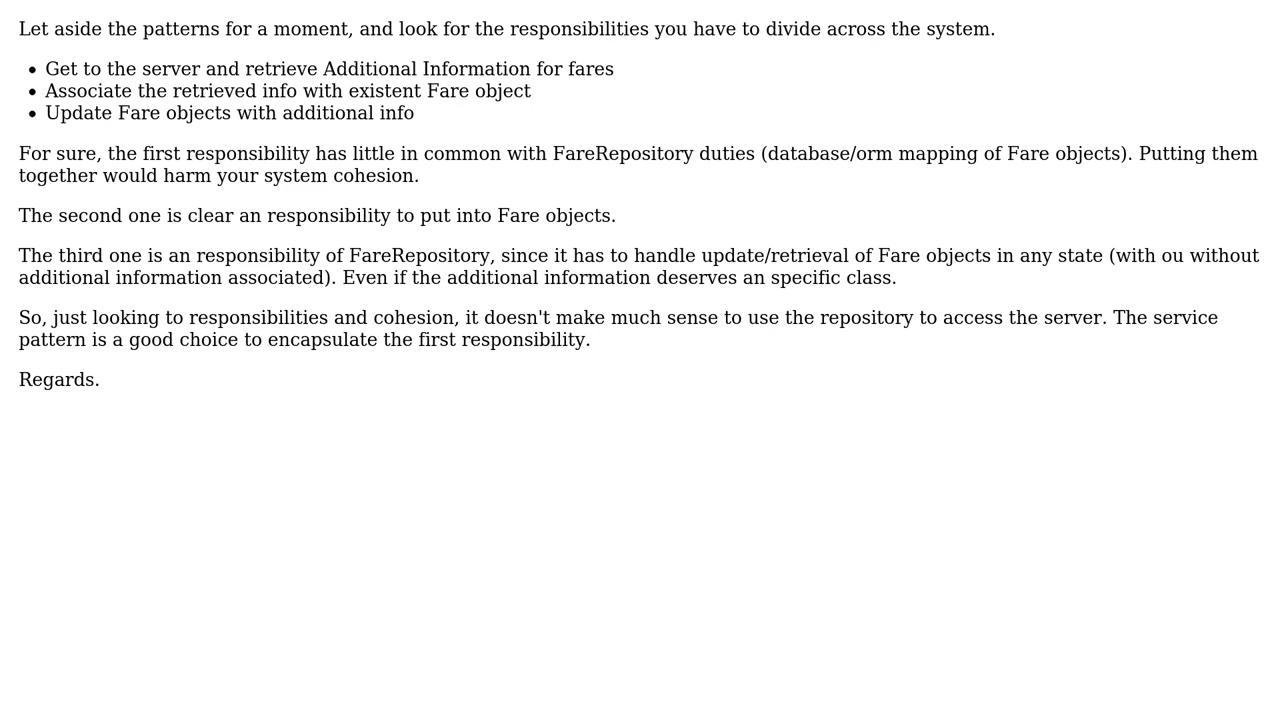 Let aside the patterns for a moment, and look for the responsibilities you have to divide across the system.
• Get to the server and retrieve Additional Information for fares
• Associate the retrieved info with existent Fare object
• Update Fare objects with additional info
For sure, the first responsibility has little in common with FareRepository duties (database/orm mapping of Fare objects). Putting them
together would harm your system cohesion.
The second one is clear an responsibility to put into Fare objects.
The third one is an responsibility of FareRepository, since it has to handle update/retrieval of Fare objects in any state (with ou without
additional information associated). Even if the additional information deserves an specific class.
So, just looking to responsibilities and cohesion, it doesn't make much sense to use the repository to access the server. The service
pattern is a good choice to encapsulate the first responsibility.
Regards.